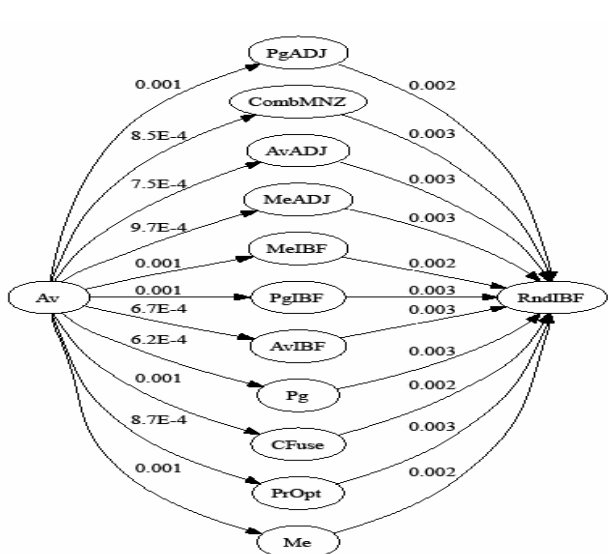 PgADJ
0.001 0.002
CombMNZ
8.5E-4 0.003
AvADJ
7.5E-4 0.003
MeADJ
9.7E-4 0.003
MeIBF
0.001 0.002
Av 0.001 PgIBF 0.003 RndIBF
6.7E-4 0.003
AvIBF
6.2E-4 0.003
Pg
0.001 0.002
CFuse
8.7E-4 0.003
PrOpt
0.001 0.002
Me